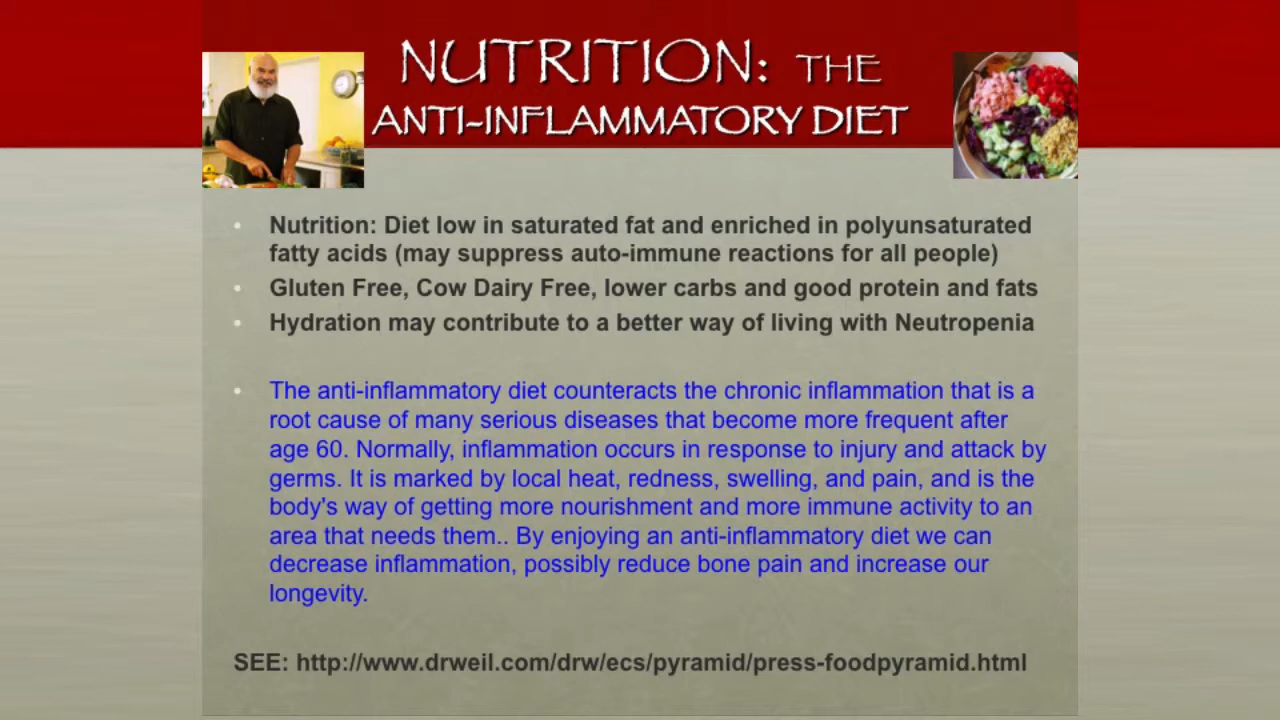 NUTRITION: THE
ANTI-INFLAMMATORY DIET
• Nutrition: Diet low in saturated fat and enriched in polyunsaturated
fatty acids (may suppress auto-immune reactions for all people)
• Gluten Free, Cow Dairy Free, lower carbs and good protein and fats
• Hydration may contribute to a better way of living with Neutropenia
• The anti-inflammatory diet counteracts the chronic inflammation that is a
root cause of many serious diseases that become more frequent after
age 60. Normally, inflammation occurs in response to injury and attack by
germs. It is marked by local heat, redness, swelling, and pain, and is the
body's way of getting more nourishment and more immune activity to an
area that needs them.. By enjoying an anti-inflammatory diet we can
decrease inflammation, possibly reduce bone pain and increase our
longevity.
SEE: http://www.drweil.com/drw/ecs/pyramid/press-foodpyramid.html